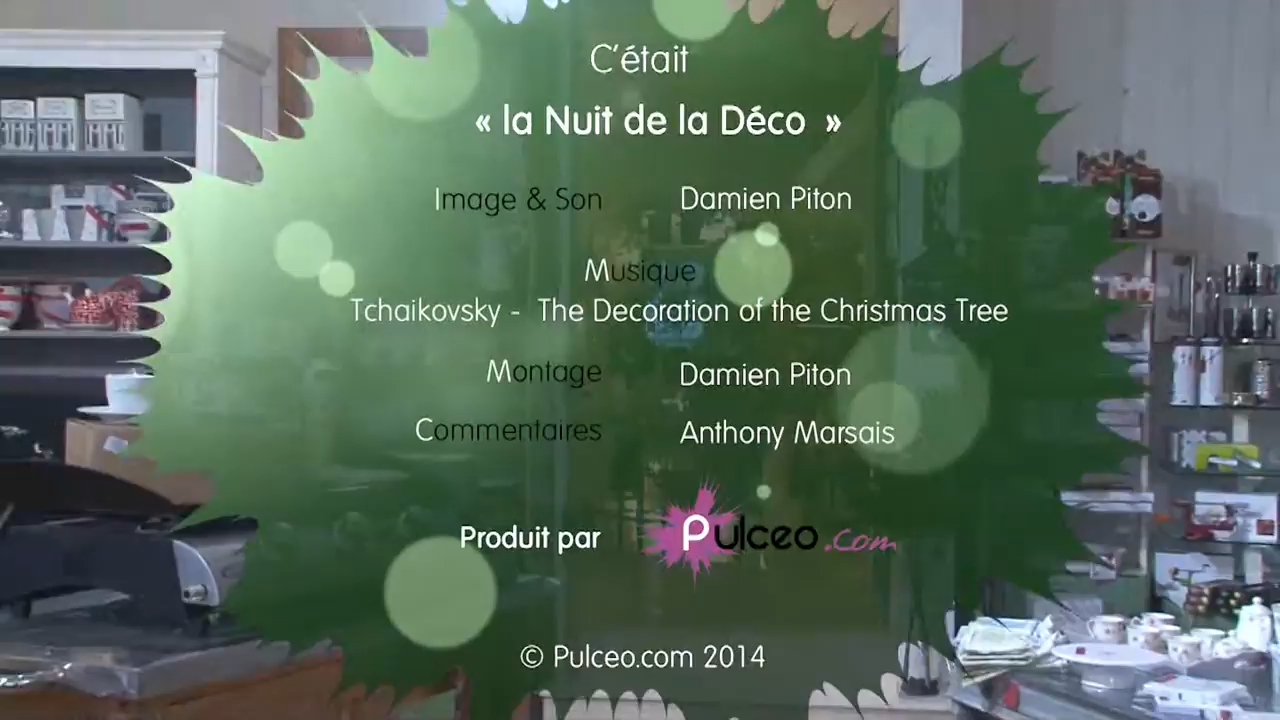 C'était
« la Nuit de la Déco »
Image & Son Damien Piton
Musique
Tchaikovsky - The Decoration of the Christmas Tree
Montage Damien Piton
Commentaires Anthony Marsais
Produit par Pulceo.com
© Pulceo.com 2014